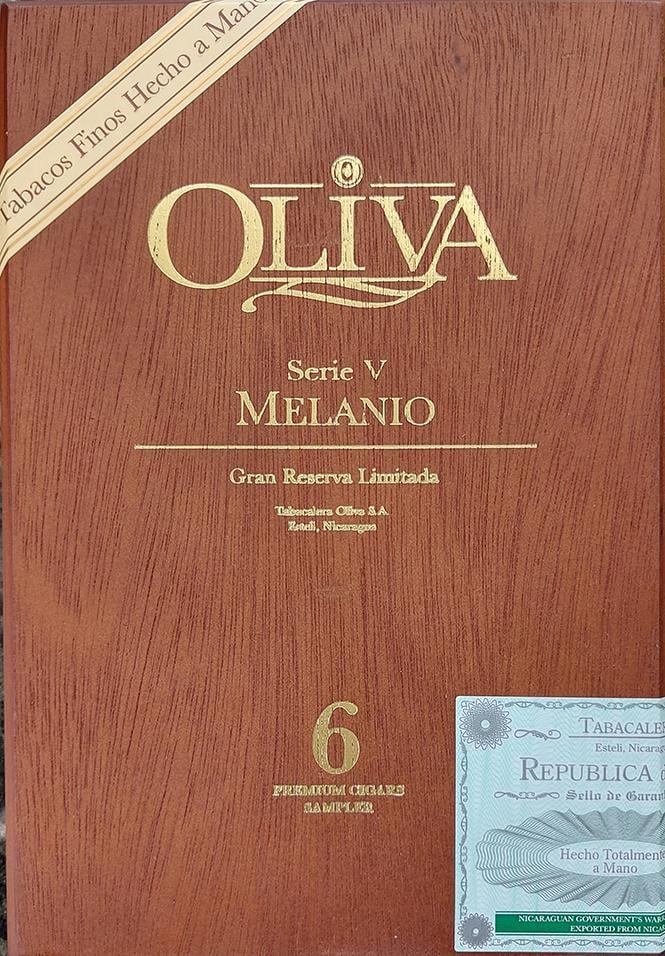 Tabacos Finos Hecho a Mano
O
OLIVA
Serie V
MELANIO
Gran Reserva Limitada
Tabacalera Oliva S.A.
Esteli, Nicaragua
6
PREMIUM CIGARS
SAMPLER
TABACALE
Esteli, Nicarag
REPUBLICA
Sello de Garan
Hecho Totalment
a Mano
NICARAGUAN GOVERNMENT'S WAR
EXPORTED FROM NICA